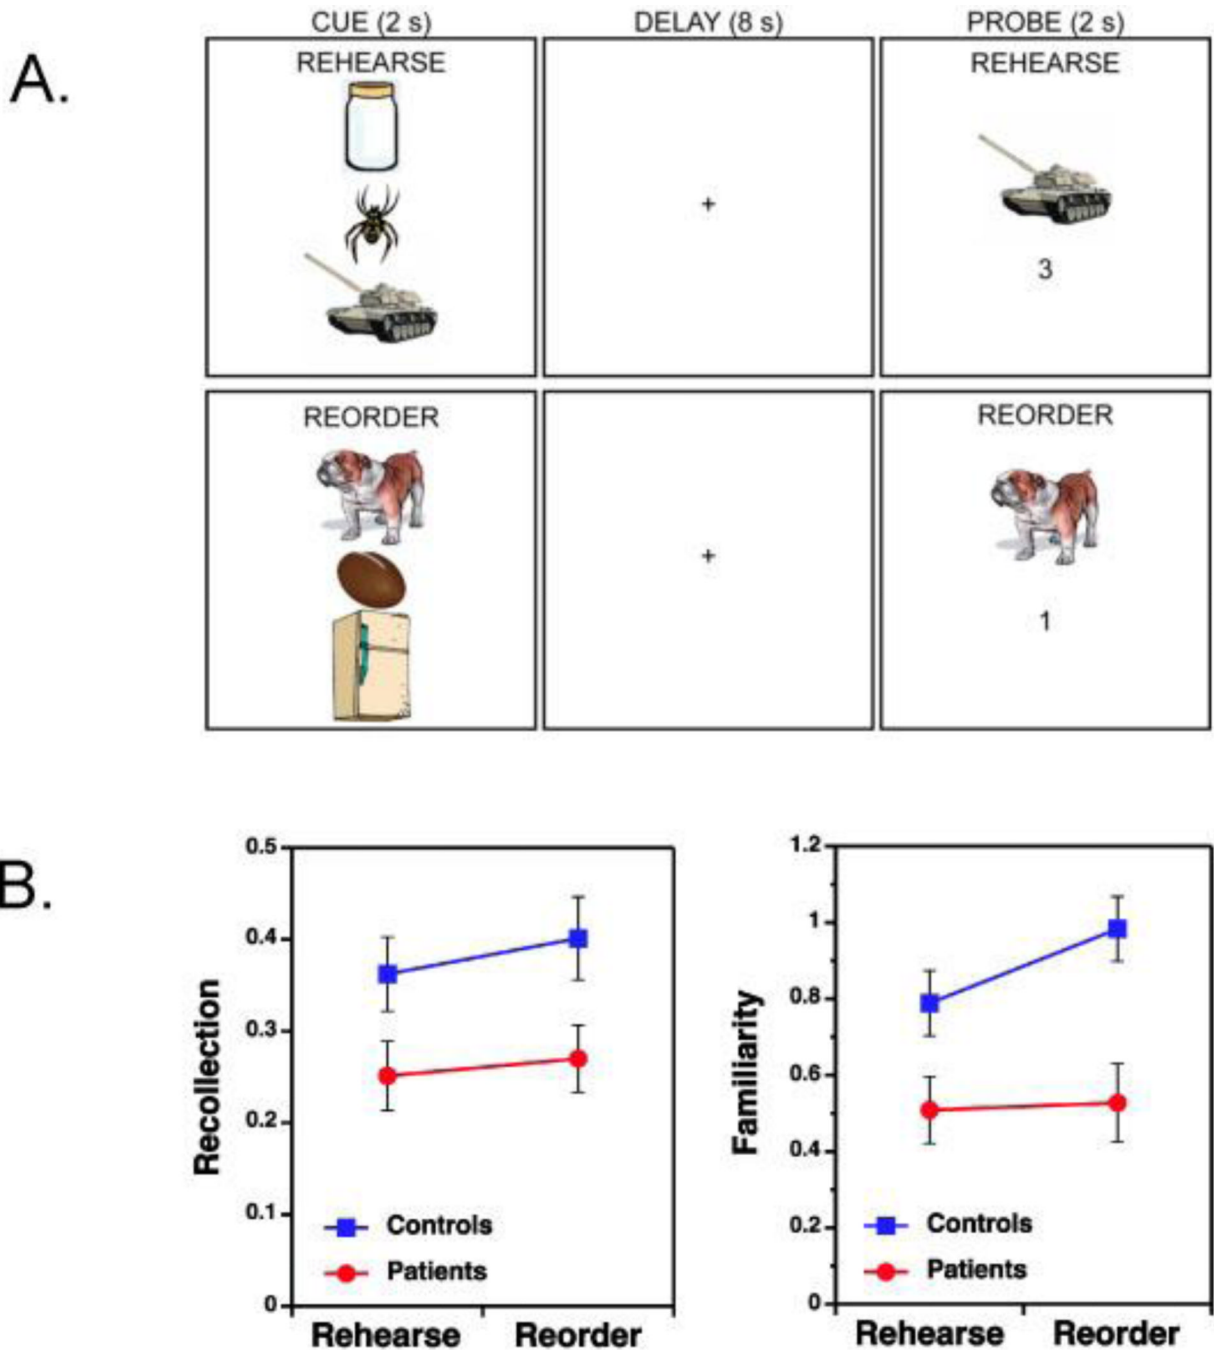 A.
CUE (2 s) DELAY (8 s) PROBE (2 s)
REHEARSE REHEARSE
+
3
REORDER REORDER
+
1
B.
Recollection
0.5
0.4
0.3
0.2
0.1
0
Controls
Patients
Rehearse Reorder
Familiarity
1.2
1
0.8
0.6
0.4
0.2
0
Controls
Patients
Rehearse Reorder